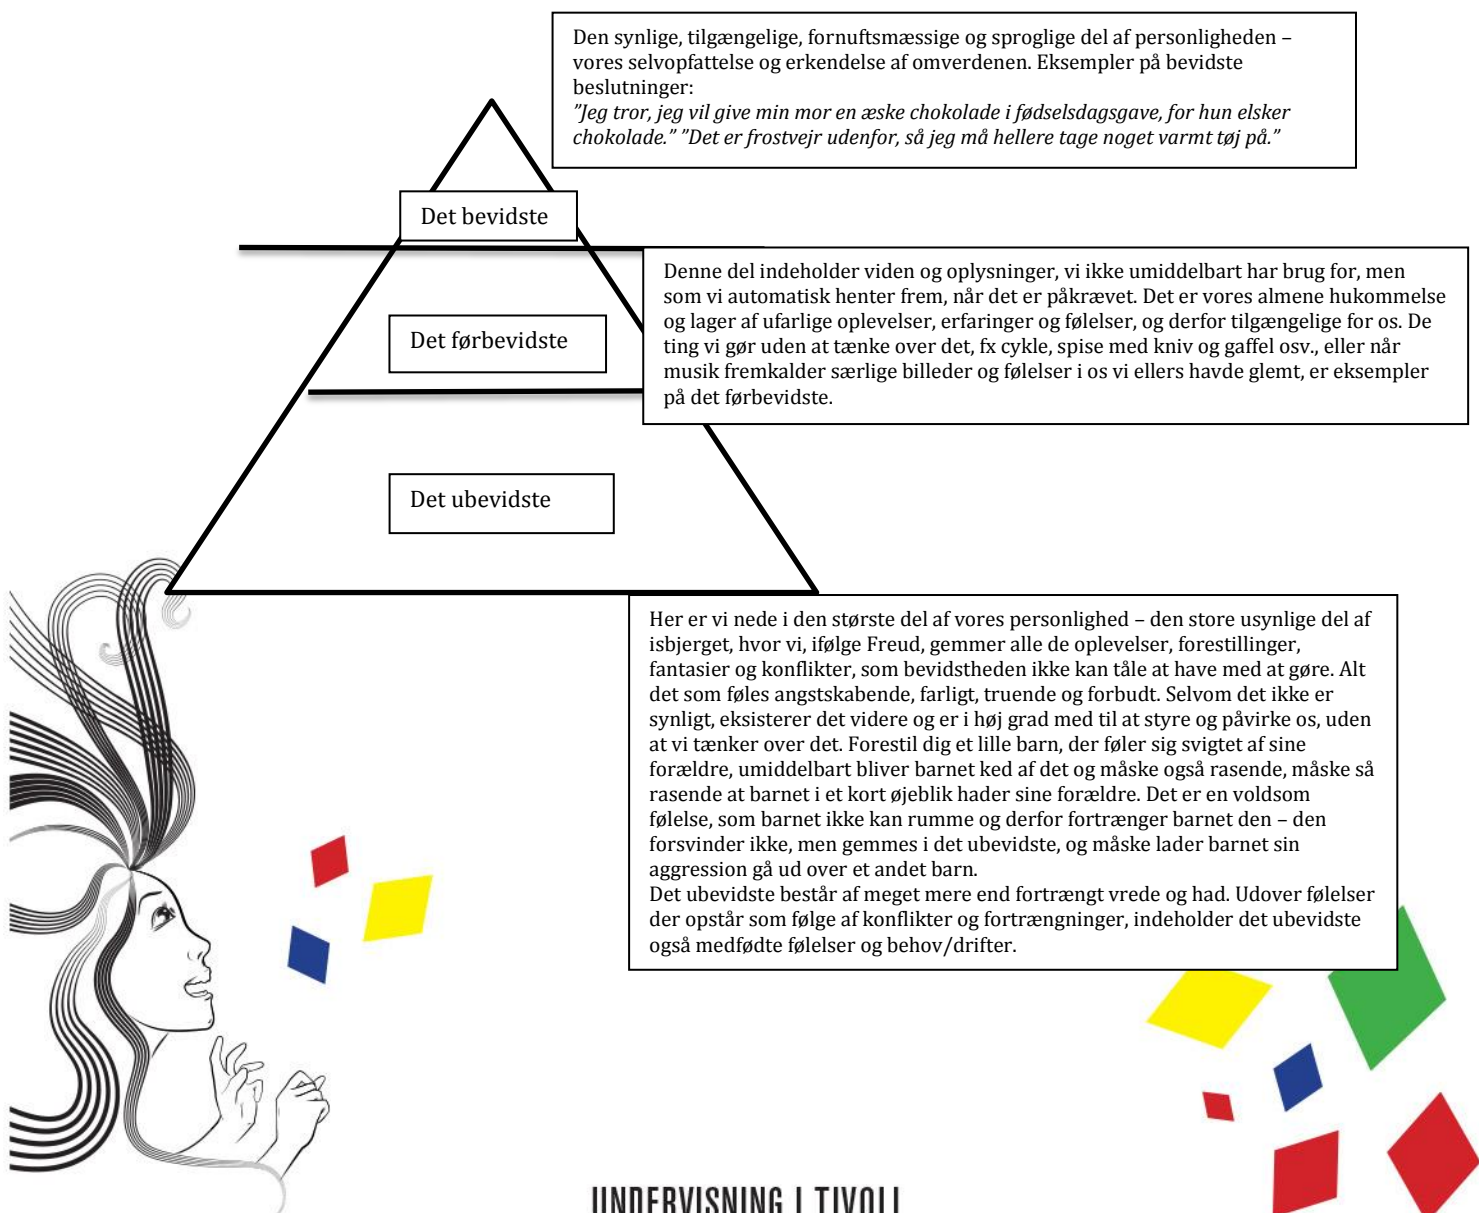 Den synlige, tilgængelige, fornuftsmæssige og sproglige del af personligheden –
vores selvopfattelse og erkendelse af omverdenen. Eksempler på bevidste
beslutninger:
”Jeg tror, jeg vil give min mor en æske chokolade i fødselsdagsgave, for hun elsker
chokolade.” ”Det er frostvejr udenfor, så jeg må hellere tage noget varmt tøj på.”
Det bevidste
Denne del indeholder viden og oplysninger, vi ikke umiddelbart har brug for, men
som vi automatisk henter frem, når det er påkrævet. Det er vores almene hukommelse
og lager af ufarlige oplevelser, erfaringer og følelser, og derfor tilgængelige for os. De
ting vi gør uden at tænke over det, fx cykle, spise med kniv og gaffel osv., eller når
musik fremkalder særlige billeder og følelser i os vi ellers havde glemt, er eksempler
på det førbevidste.
Det førbevidste
Det ubevidste
Her er vi nede i den største del af vores personlighed – den store usynlige del af
isbjerget, hvor vi, ifølge Freud, gemmer alle de oplevelser, forestillinger,
fantasier og konflikter, som bevidstheden ikke kan tåle at have med at gøre. Alt
det som føles angstskabende, farligt, truende og forbudt. Selvom det ikke er
synligt, eksisterer det videre og er i høj grad med til at styre og påvirke os, uden
at vi tænker over det. Forestil dig et lille barn, der føler sig svigtet af sine
forældre, umiddelbart bliver barnet ked af det og måske også rasende, måske så
rasende at barnet i et kort øjeblik hader sine forældre. Det er en voldsom
følelse, som barnet ikke kan rumme og derfor fortrænger barnet den – den
forsvinder ikke, men gemmes i det ubevidste, og måske lader barnet sin
aggression gå ud over et andet barn.
Det ubevidste består af meget mere end fortrængt vrede og had. Udover følelser
der opstår som følge af konflikter og fortrængninger, indeholder det ubevidste
også medfødte følelser og behov/drifter.
UNDERVISNING I TIVOLI